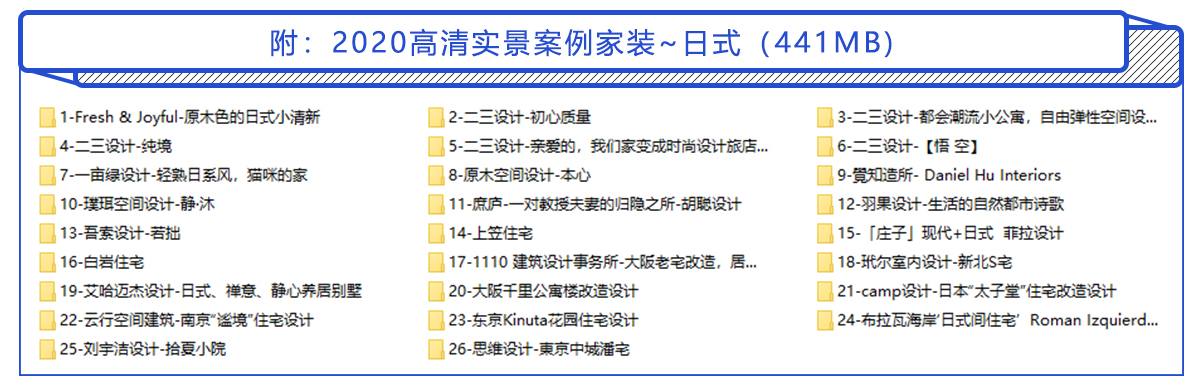 附：2020高清实景案例家装~日式（441MB）
1-Fresh & Joyful-原木色的日式小清新
2-二三设计-初心质量
3-二三设计-都会潮流小公寓，自由弹性空间设...
4-二三设计-纯境
5-二三设计-亲爱的，我们家变成时尚设计旅店...
6-二三设计-【悟 空】
7-一亩绿设计-轻熟日系风，猫咪的家
8-原木空间设计-本心
9-覺知造所- Daniel Hu Interiors
10-璞珥空间设计-静·沐
11-庶庐-一对教授夫妻的归隐之所-胡聪设计
12-羽果设计-生活的自然都市诗歌
13-吾素设计-若拙
14-上笠住宅
15-「庄子」现代+日式  菲拉设计
16-白岩住宅
17-1110 建筑设计事务所-大阪老宅改造，居...
18-玳尔室内设计-新北S宅
19-艾哈迈杰设计-日式、禅意、静心养居别墅
20-大阪千里公寓楼改造设计
21-camp设计-日本“太子堂”住宅改造设计
22-云行空间建筑-南京“谧境”住宅设计
23-东京Kinuta花园住宅设计
24-布拉瓦海岸‘日式间住宅’ Roman Izquierd...
25-刘宇洁设计-拾夏小院
26-思维设计-東京中城潘宅